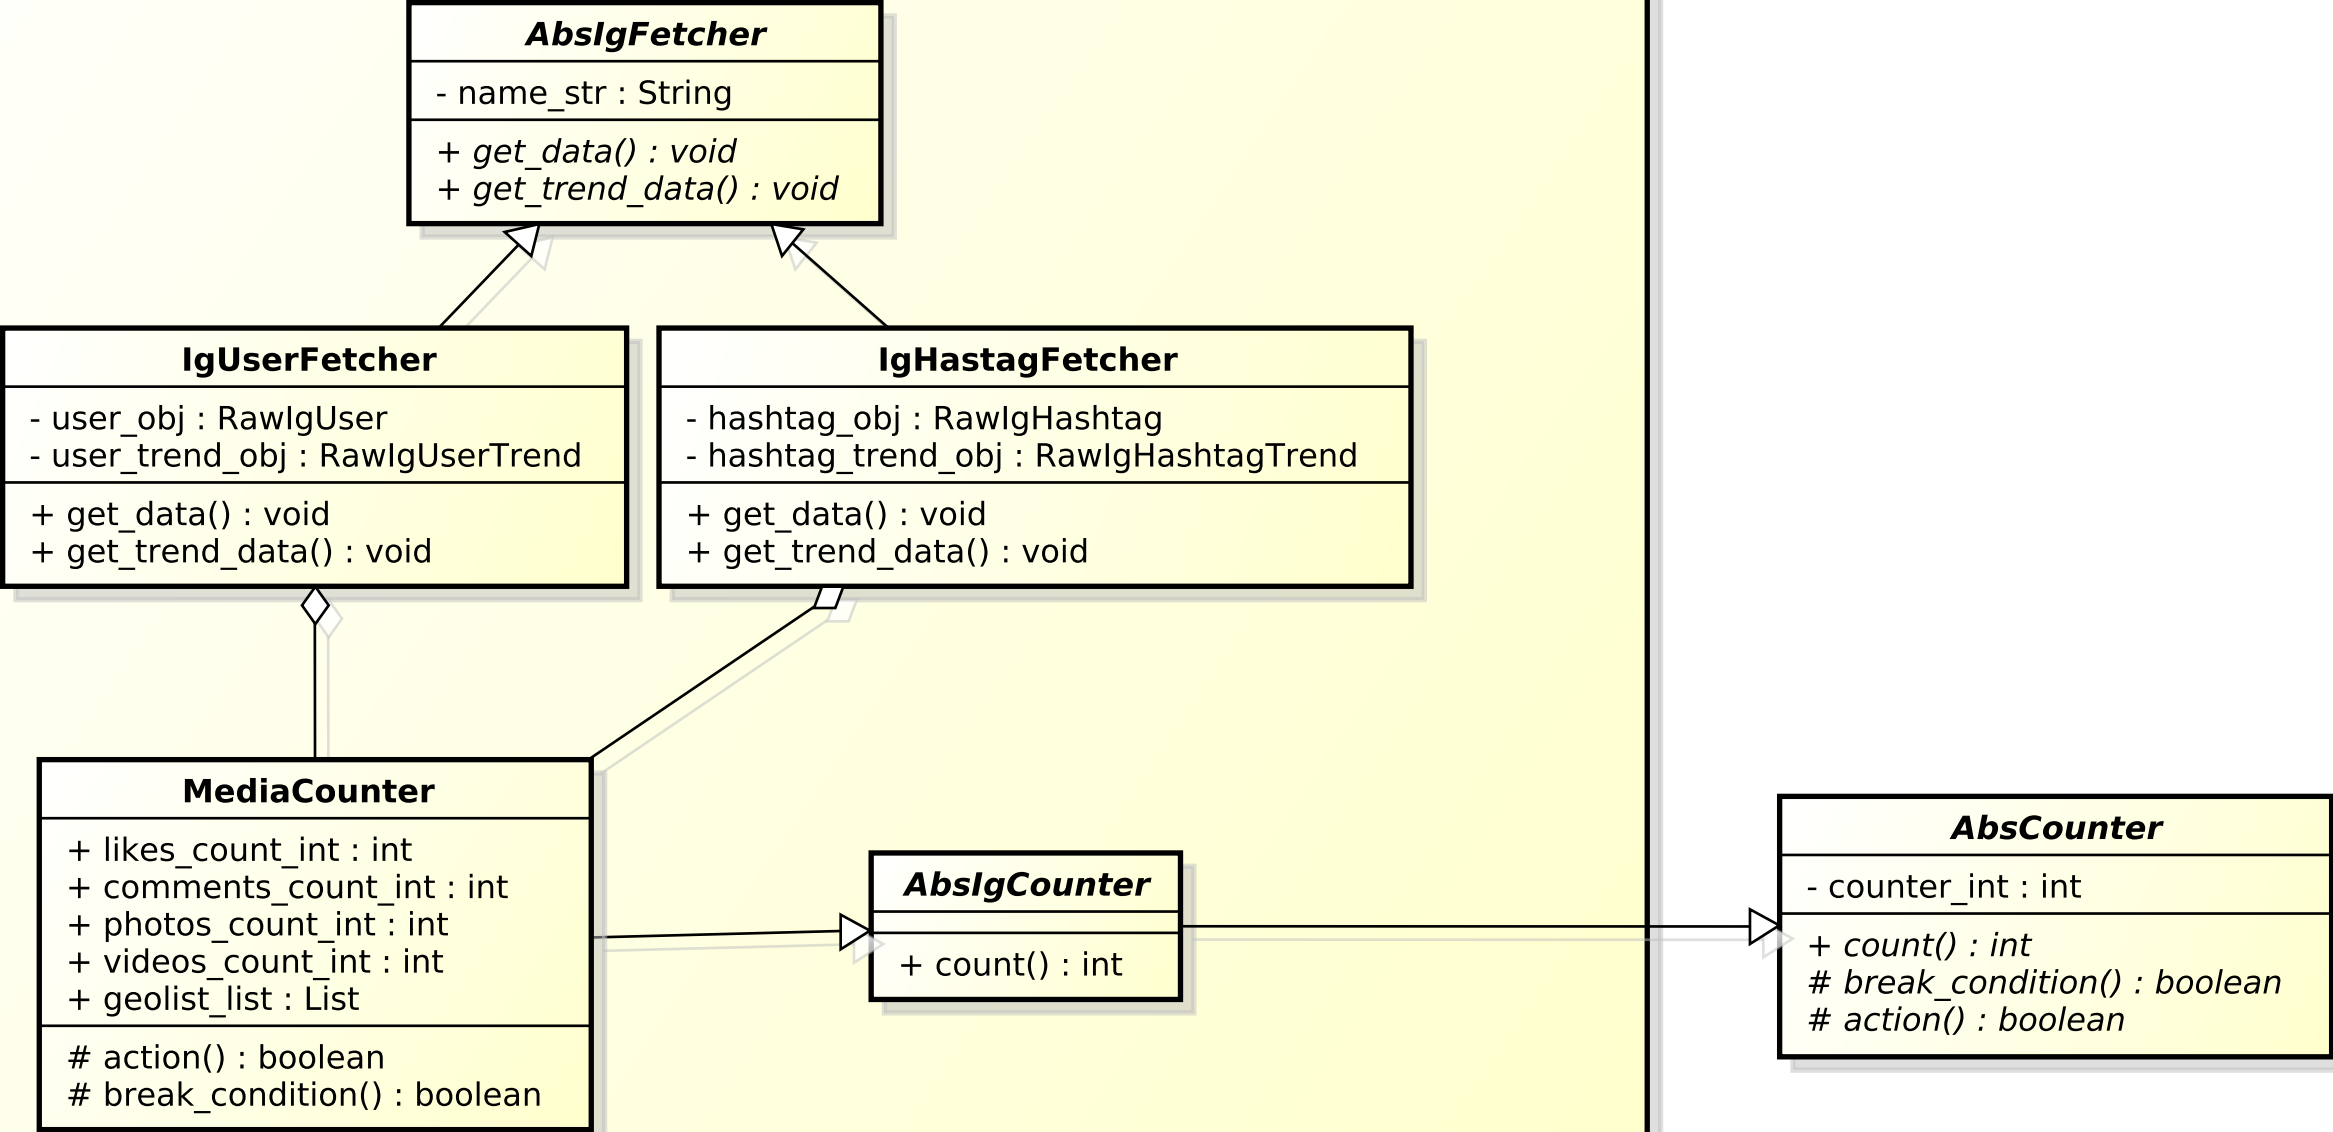 AbsIgFetcher
- name_str : String
+ get_data() : void
+ get_trend_data() : void
IgUserFetcher
- user_obj : RawIgUser
- user_trend_obj : RawIgUserTrend
+ get_data() : void
+ get_trend_data() : void
IgHastagFetcher
- hashtag_obj : RawIgHashtag
- hashtag_trend_obj : RawIgHashtagTrend
+ get_data() : void
+ get_trend_data() : void
MediaCounter
+ likes_count_int : int
+ comments_count_int : int
+ photos_count_int : int
+ videos_count_int : int
+ geolist_list : List
# action() : boolean
# break_condition() : boolean
AbsIgCounter
+ count() : int
AbsCounter
- counter_int : int
+ count() : int
# break_condition() : boolean
# action() : boolean